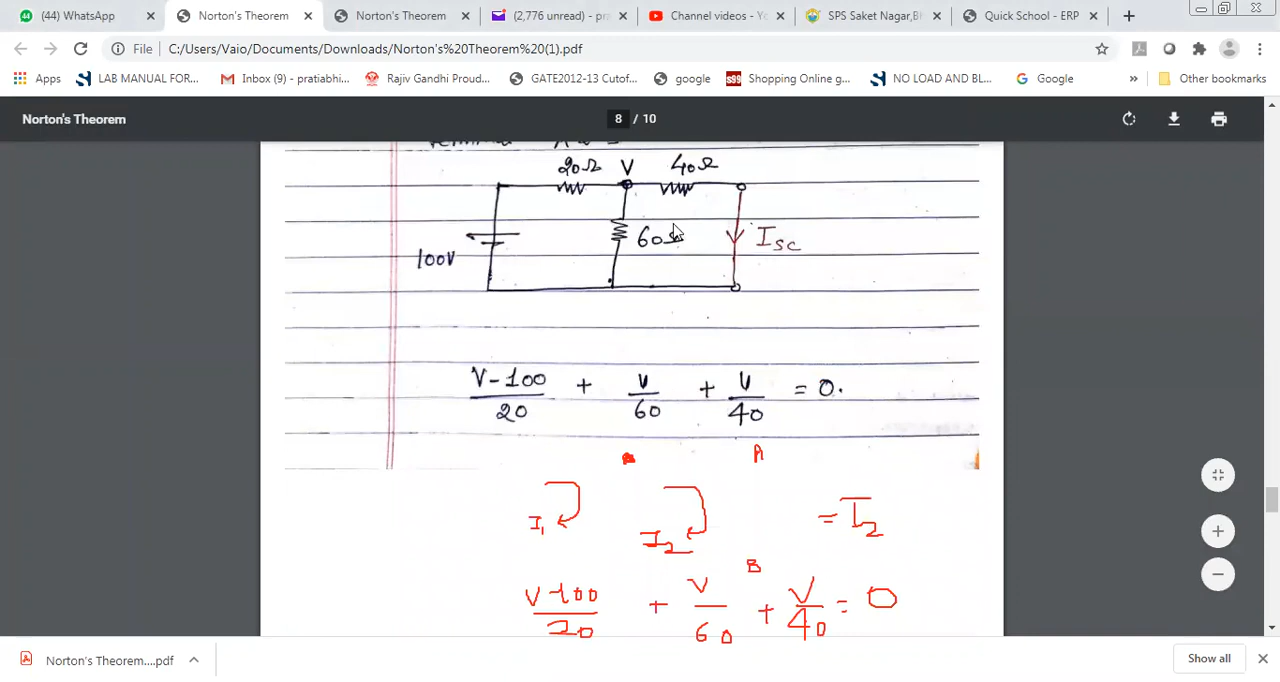 (44) WhatsApp
Norton's Theorem
Norton's Theorem
(2,776 unread) - pra
Channel videos - Yo
SPS Saket Nagar,Bh
Quick School - ERP
File
C:/Users/Vaio/Documents/Downloads/Norton's%20Theorem%20(1).pdf
Apps
LAB MANUAL FOR...
Inbox (9) - pratiabhi...
Rajiv Gandhi Proud...
GATE2012-13 Cutof...
google
Shopping Online g...
NO LOAD AND BL...
Google
»
Other bookmarks
Norton's Theorem
8 / 10
20Ω V 40Ω
60Ω
I_SC
100V
V-100/20 + V/60 + V/40 = 0.
A
I₁ I₂ = I₂
B
V-100/20 + V/60 + V/40 = 0
Norton's Theorem....pdf
Show all